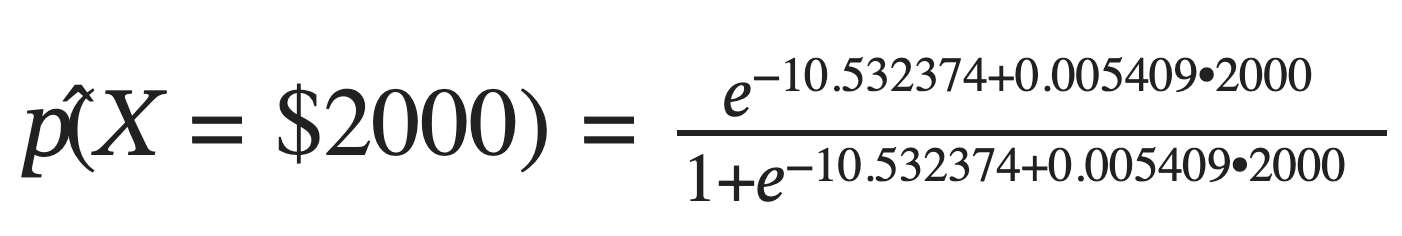 p̂(X = $2000) = e^{−10.532374+0.005409•2000} / 1+e^{−10.532374+0.005409•2000}